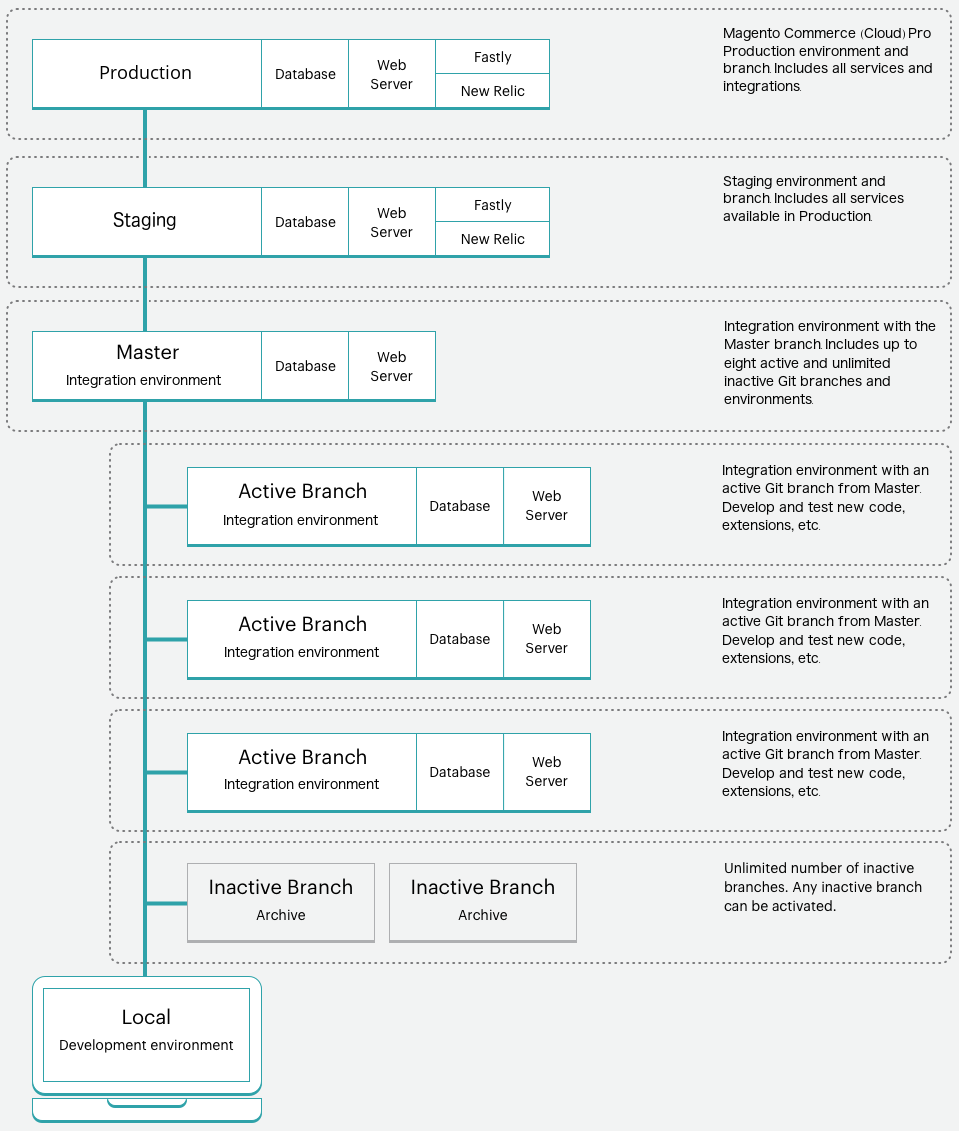 Production
Database
Web
Server
Fastly
New Relic
Magento Commerce (Cloud) Pro
Production environment and
branch. Includes all services and
integrations.
Staging
Database
Web
Server
Fastly
New Relic
Staging environment and
branch. Includes all services
available in Production.
Master
Integration environment
Database
Web
Server
Integration environment with the
Master branch. Includes up to
eight active and unlimited
inactive Git branches and
environments.
Active Branch
Integration environment
Database
Web
Server
Integration environment with an
active Git branch from Master.
Develop and test new code,
extensions, etc.
Active Branch
Integration environment
Database
Web
Server
Integration environment with an
active Git branch from Master.
Develop and test new code,
extensions, etc.
Active Branch
Integration environment
Database
Web
Server
Integration environment with an
active Git branch from Master.
Develop and test new code,
extensions, etc.
Inactive Branch
Archive
Inactive Branch
Archive
Unlimited number of inactive
branches. Any inactive branch
can be activated.
Local
Development environment